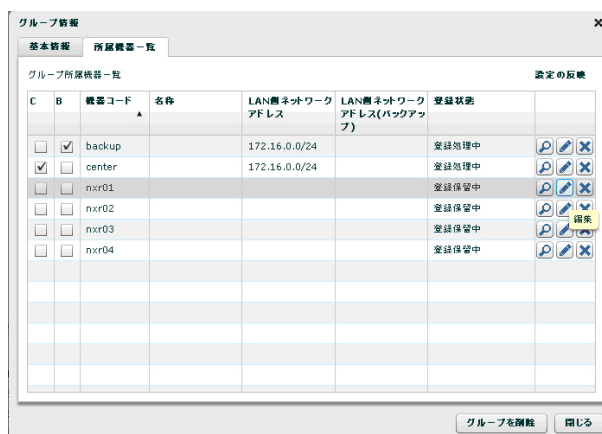 グループ情報
基本情報 所属機器一覧
グループ所属機器一覧 設定の反映
C B 機器コード 名称 LAN側ネットワークアドレス LAN側ネットワークアドレス(バックアップ) 登録状態
backup 172.16.0.0/24 登録処理中
center 172.16.0.0/24 登録処理中
nxr01 登録保留中
nxr02 登録保留中
編集
nxr03 登録保留中
nxr04 登録保留中
グループを削除 閉じる